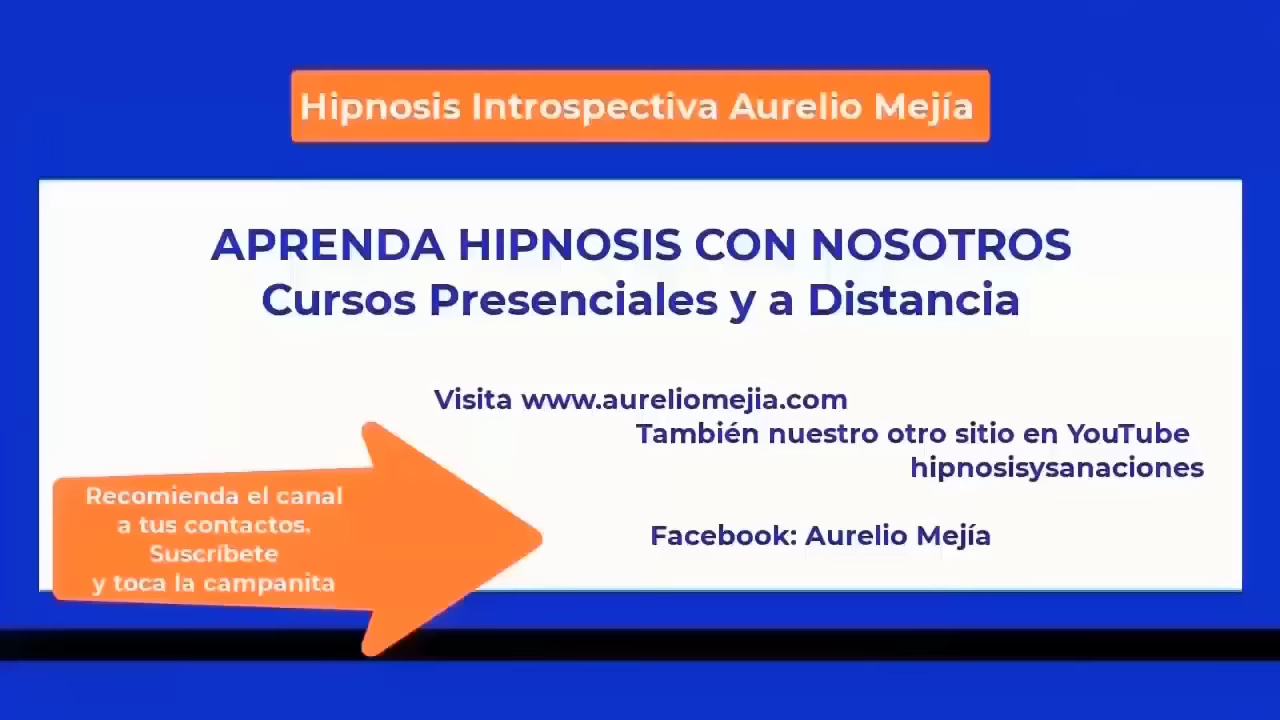 Hipnosis Introspectiva Aurelio Mejía
APRENDA HIPNOSIS CON NOSOTROS
Cursos Presenciales y a Distancia
Visita www.aureliomejia.com
También nuestro otro sitio en YouTube
hipnosisysanaciones
Facebook: Aurelio Mejía
Recomienda el canal
a tus contactos.
Suscríbete
y toca la campanita